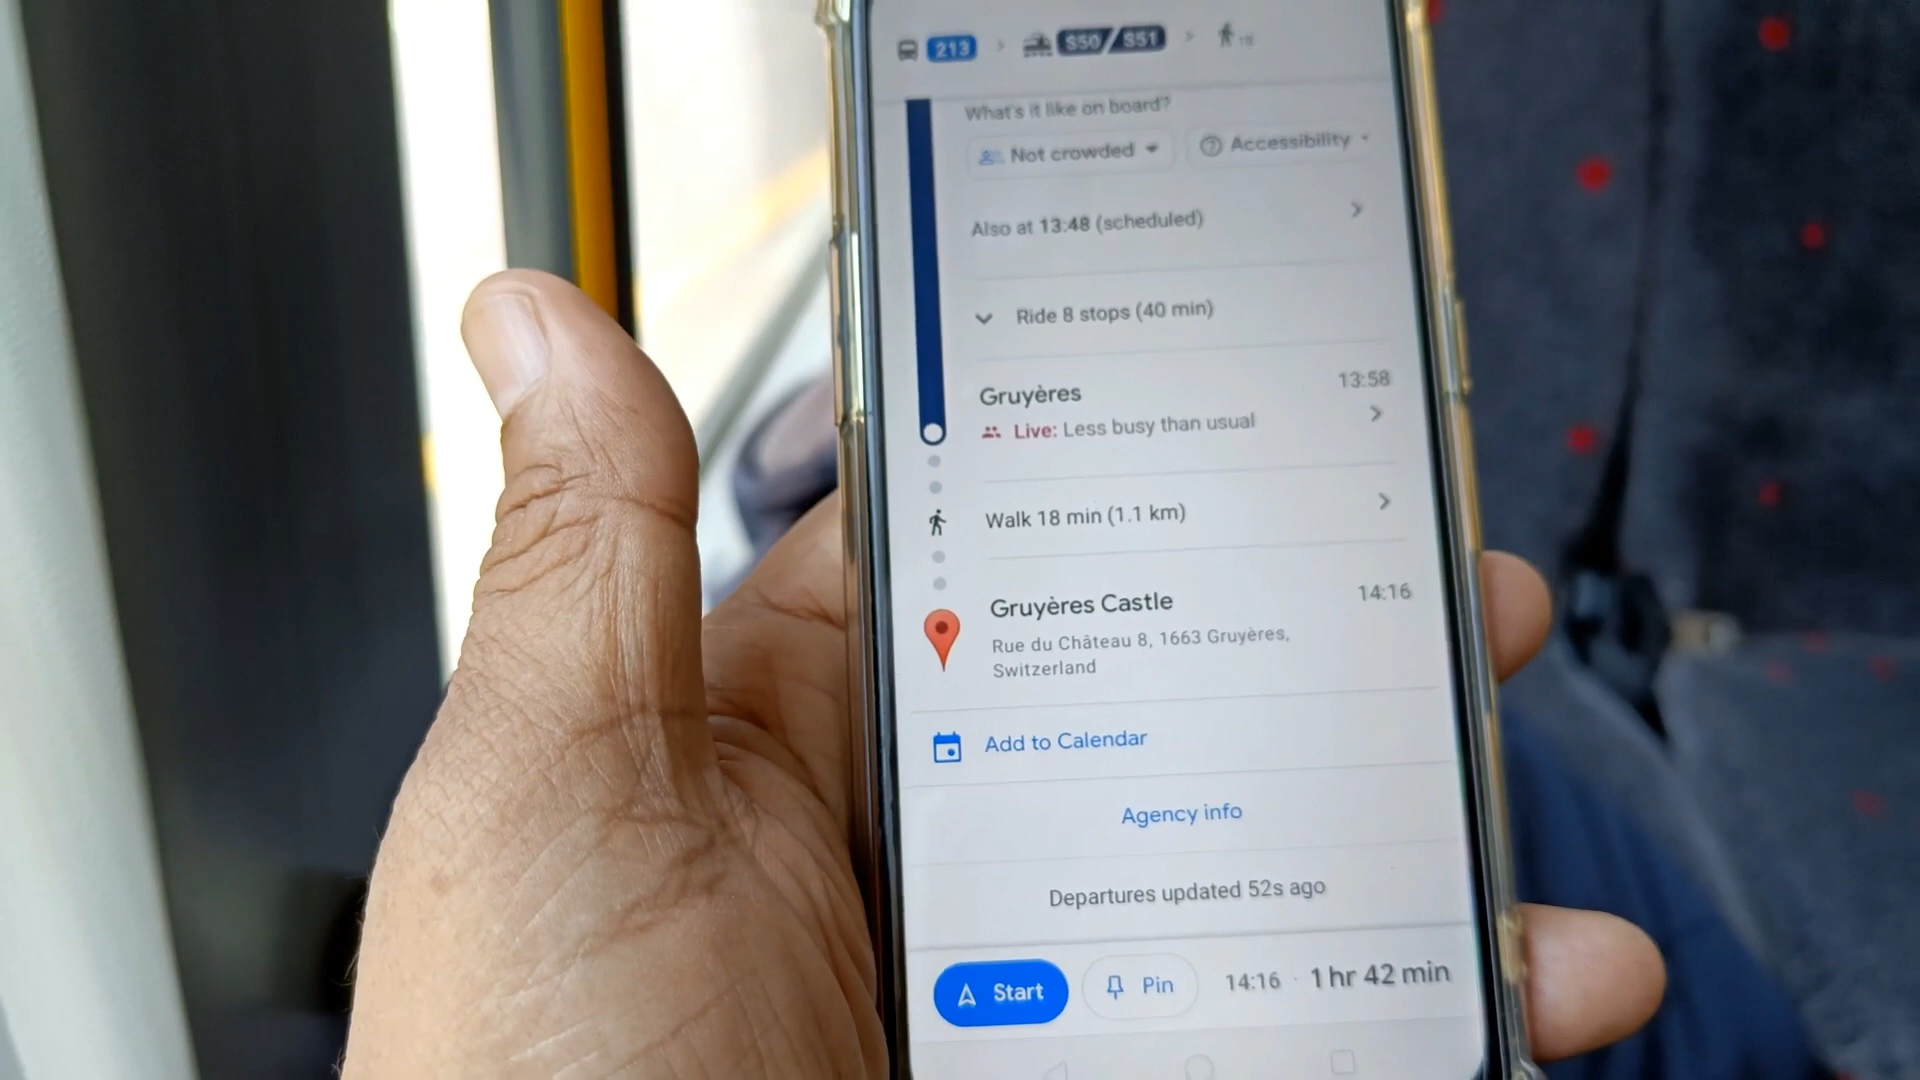 213 > S50/S51 > 18
What's it like on board?
Not crowded
Accessibility
Also at 13:48 (scheduled)
Ride 8 stops (40 min)
Gruyères 13:58
Live: Less busy than usual
Walk 18 min (1.1 km)
Gruyères Castle 14:16
Rue du Château 8, 1663 Gruyères,
Switzerland
Add to Calendar
Agency info
Departures updated 52s ago
Start Pin 14:16 · 1 hr 42 min